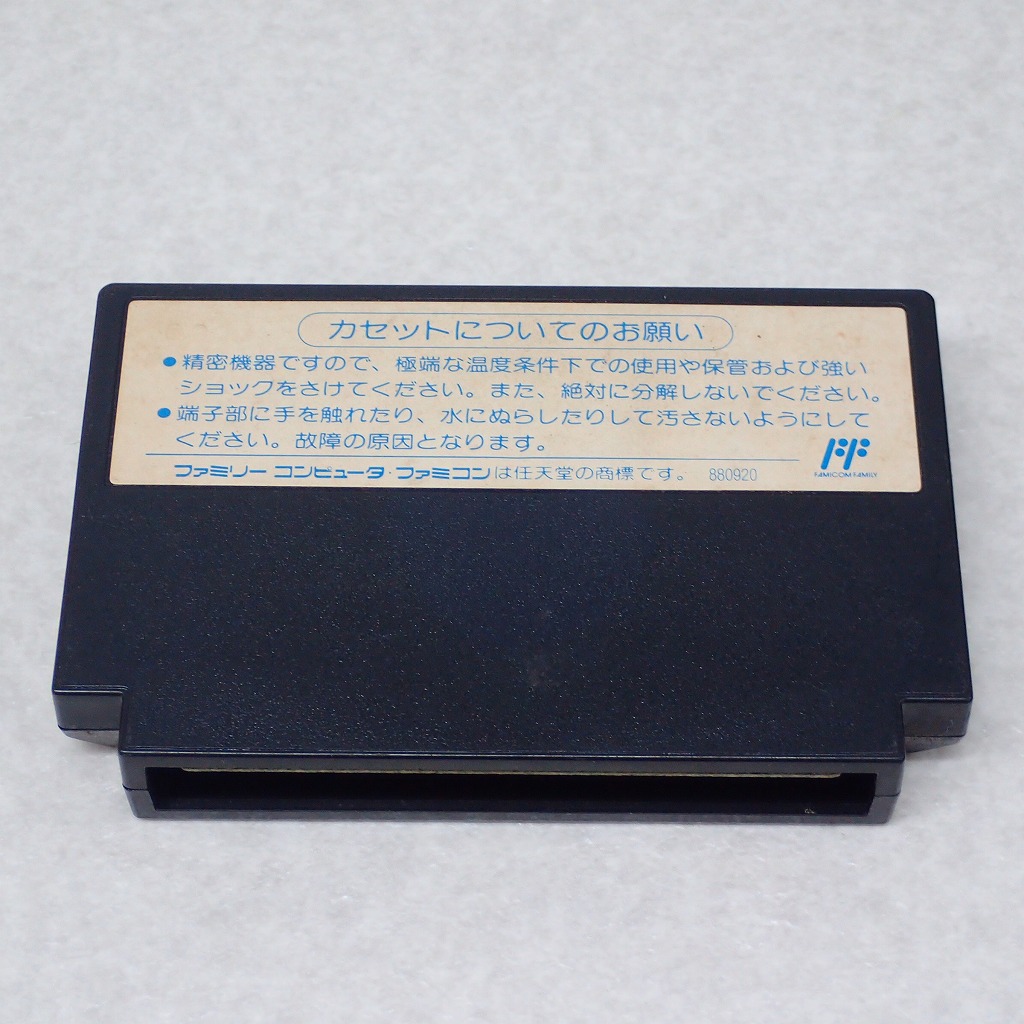 カセットについてのお願い
●精密機器ですので、極端な温度条件下での使用や保管および強い
ショックをさけてください。また、絶対に分解しないでください。
●端子部に手を触れたり、水にぬらしたりして汚さないようにして
ください。故障の原因となります。
FAMICOM FAMILY
ファミリー コンピュータ・ファミコンは任天堂の商標です。 880920